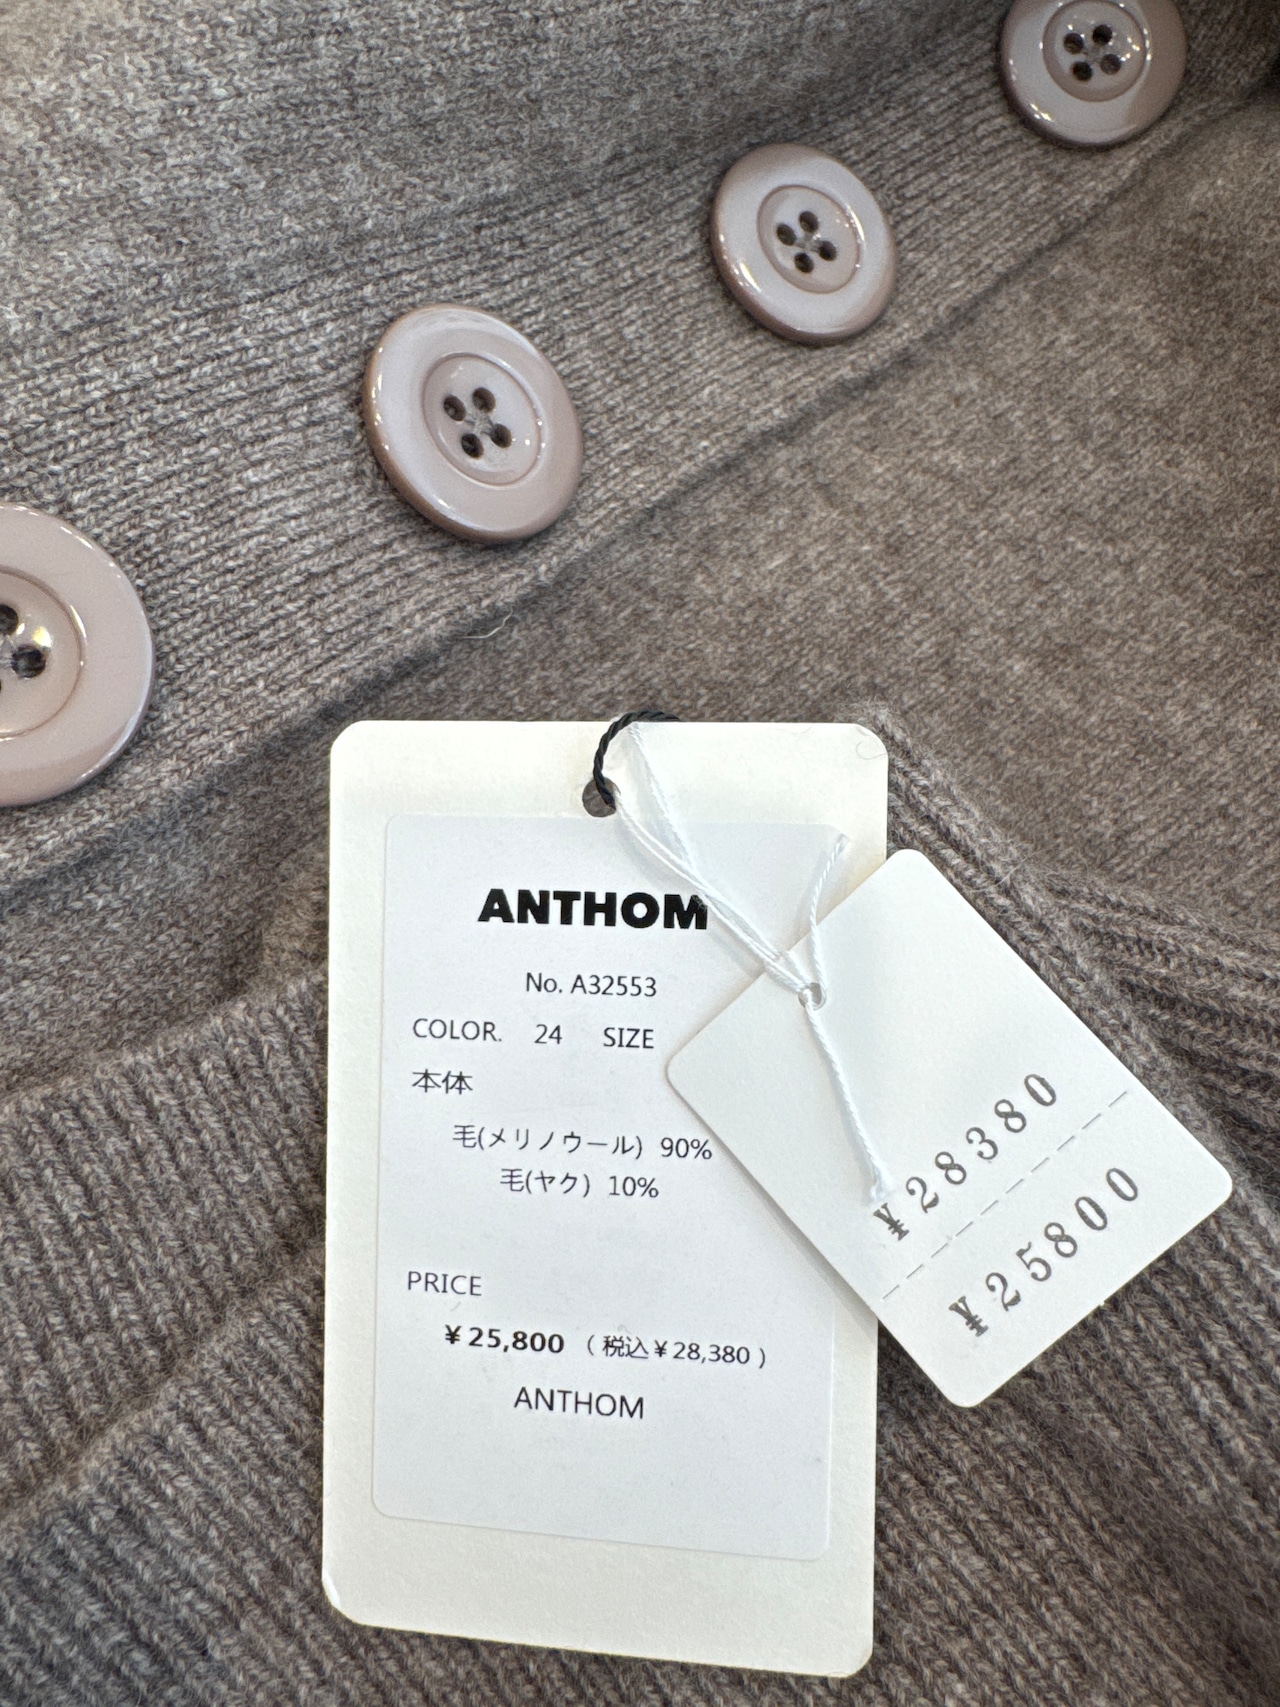 ANTHOM
No. A32553
COLOR. 24 SIZE
本体
毛(メリノウール) 90%
毛(ヤク) 10%
PRICE
¥25,800 (税込¥28,380)
ANTHOM
¥28380
¥25800